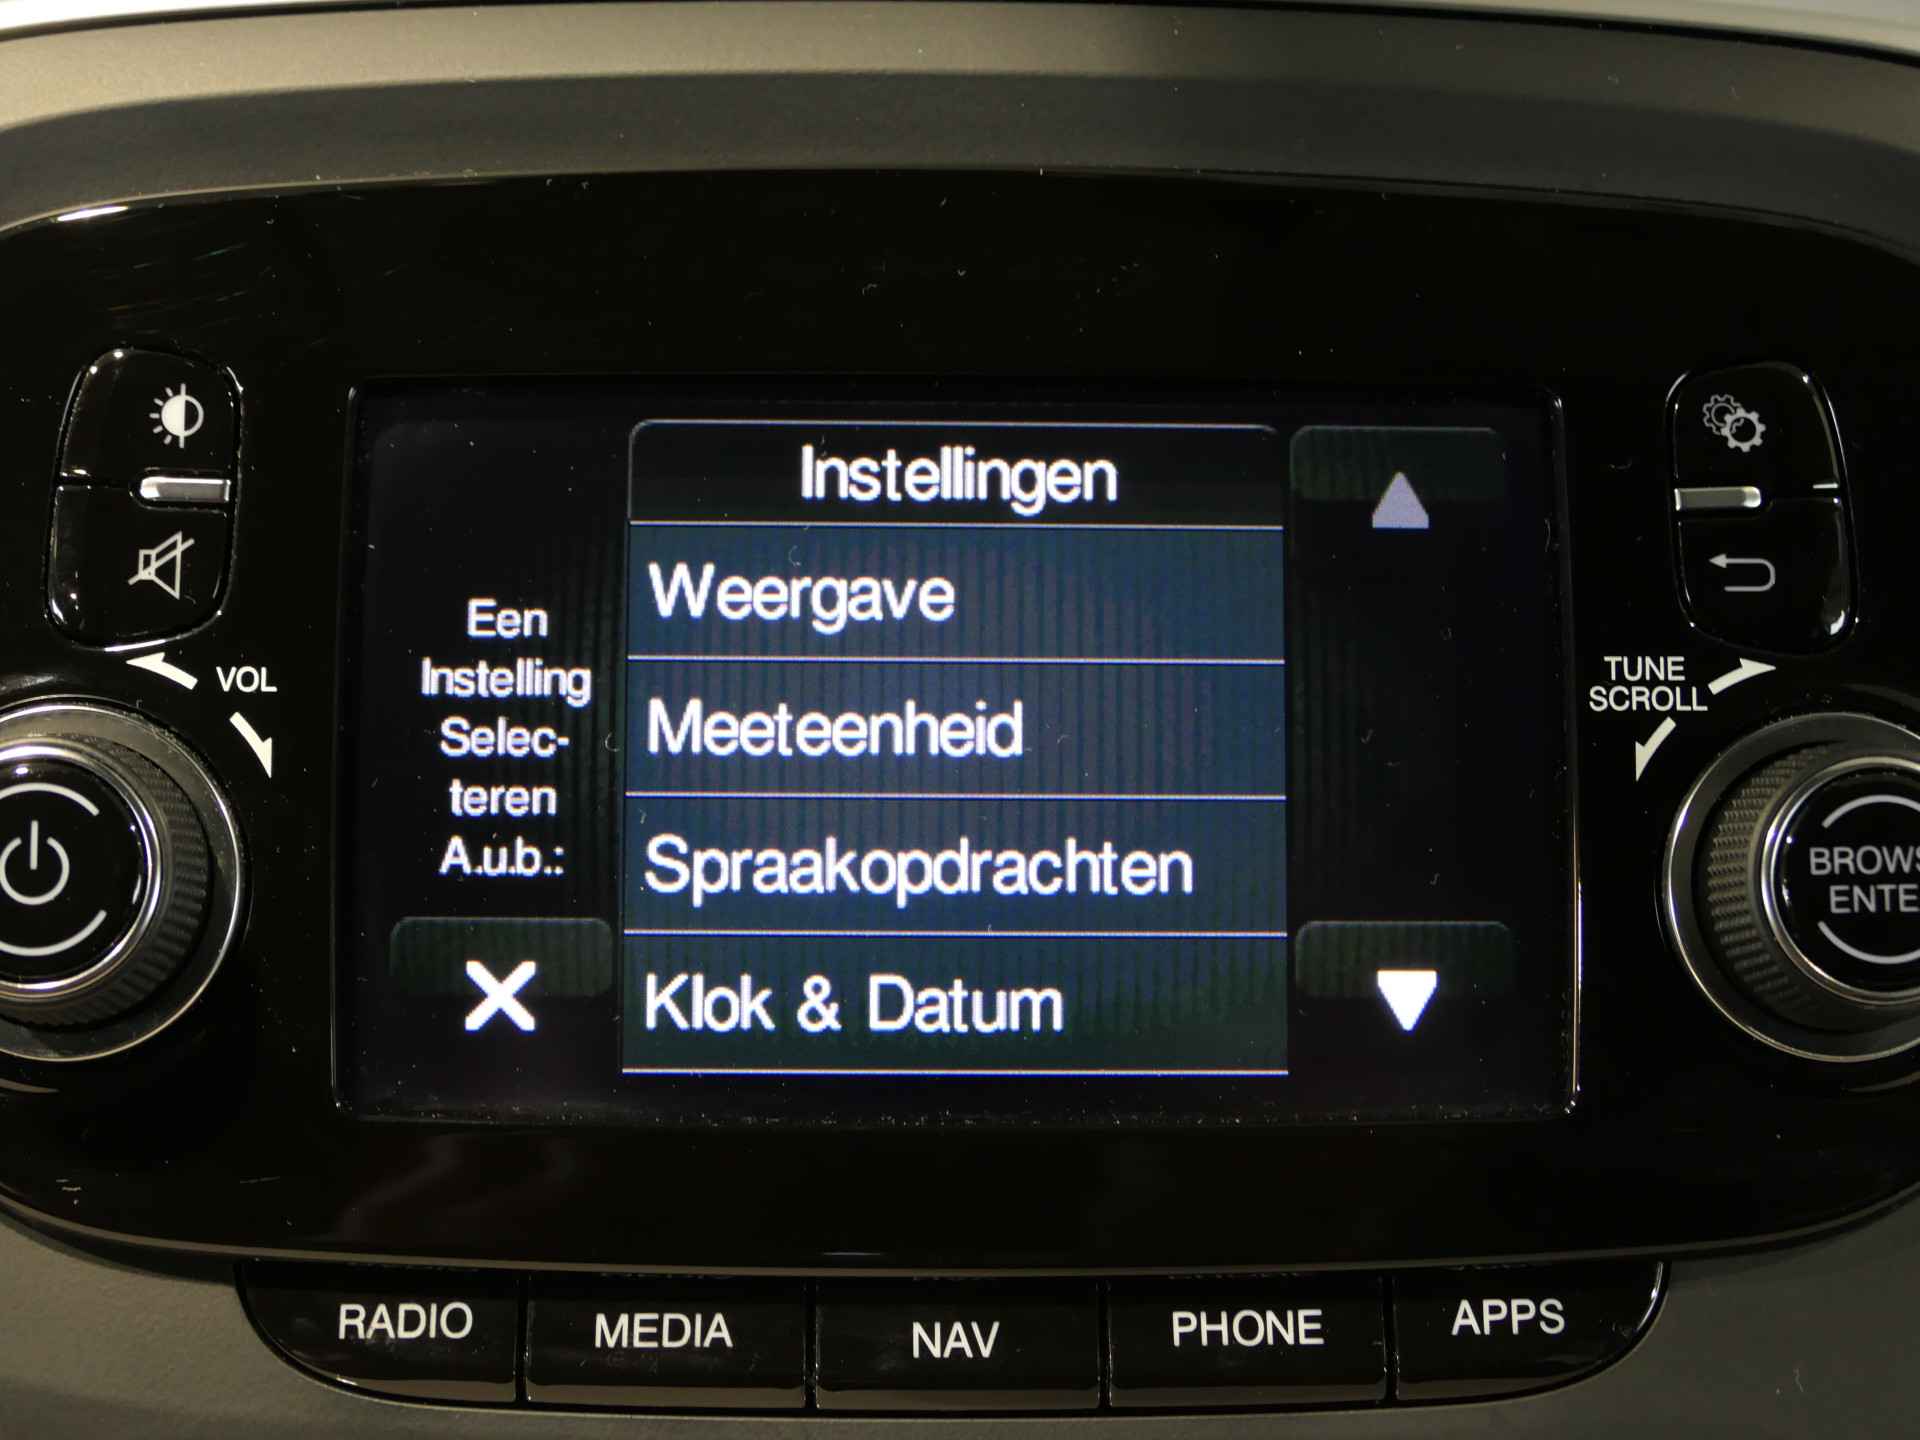 Instellingen
Weergave
Meeteenheid
Spraakopdrachten
Klok & Datum
Een
Instelling
Selec-
teren
A.u.b.:
VOL
TUNE
SCROLL
RADIO
MEDIA
NAV
PHONE
APPS